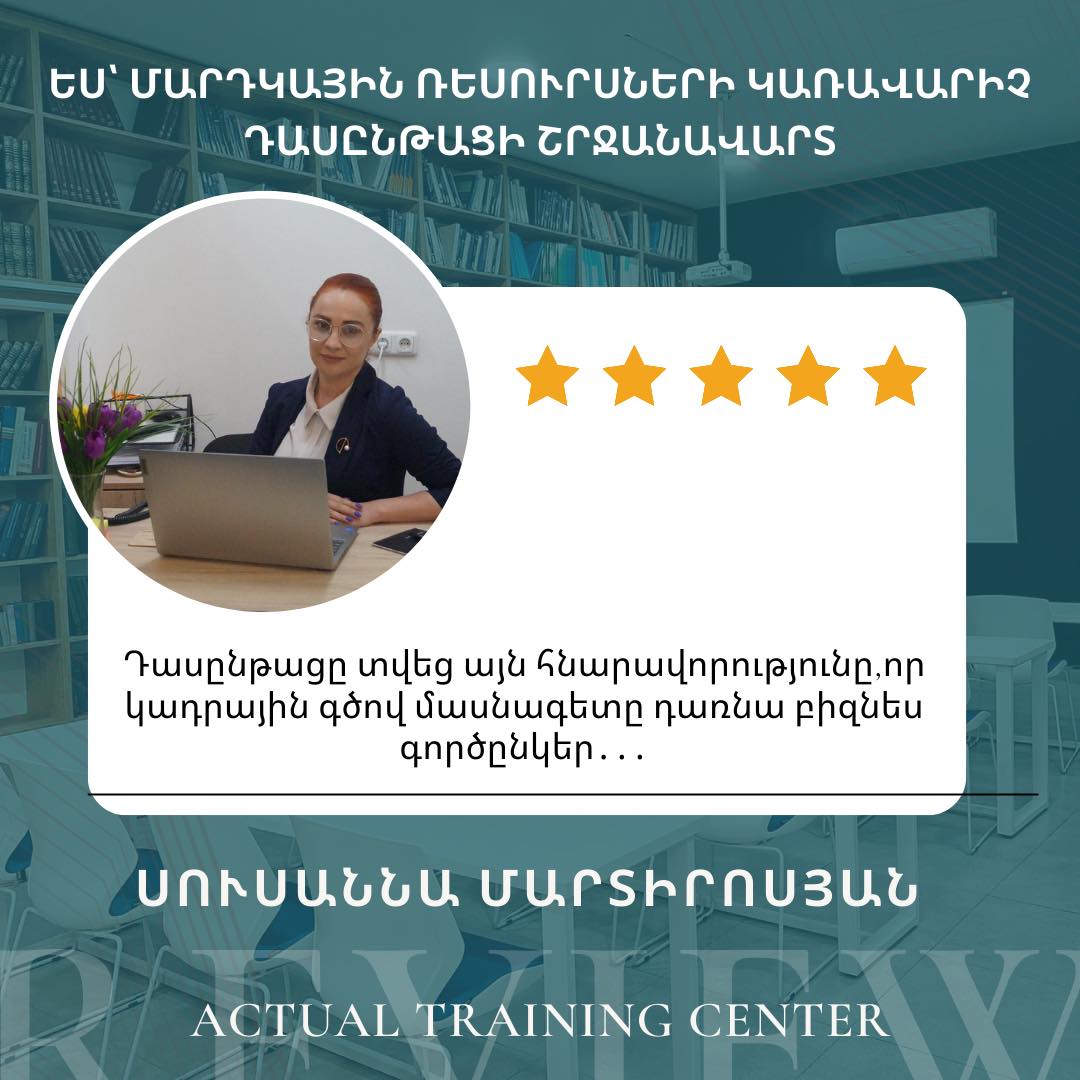 ԵՍ՝ ՄԱՐԴԿԱՅԻՆ ՌԵՍՈՒՐՍՆԵՐԻ ԿԱՌԱՎԱՐԻՉ
ԴԱՍԸՆԹԱՑԻ ՇՐՋԱՆԱՎԱՐՏ
Դասընթացը տվեց այն հնարավորությունը,որ
կադրային գծով մասնագետը դառնա բիզնես
գործընկեր...
ՍՈՒՍԱՆՆԱ ՄԱՐՏԻՐՈՍՅԱՆ
REVIEW
ACTUAL TRAINING CENTER